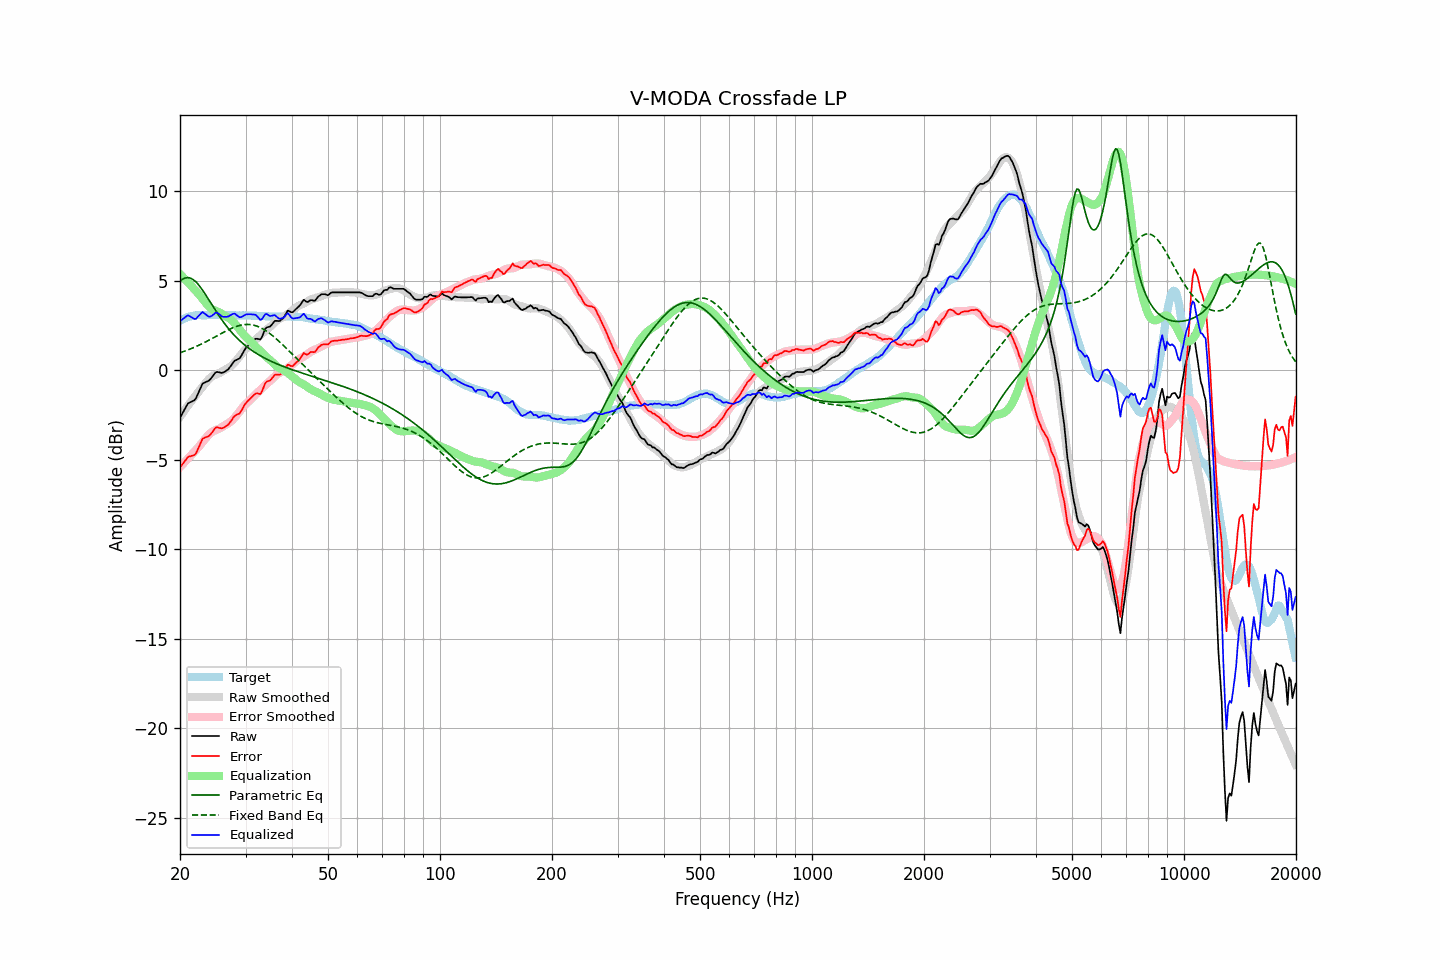 V-MODA Crossfade LP
Amplitude (dBr)
10
5
0
−5
−10
−15
−20
−25
Target
Raw Smoothed
Error Smoothed
Raw
Error
Equalization
Parametric Eq
Fixed Band Eq
Equalized
20 50 100 200 500 1000 2000 5000 10000 20000
Frequency (Hz)